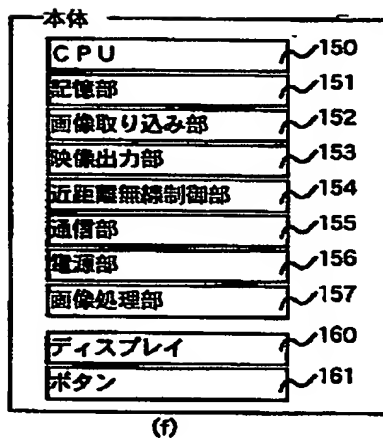 本体
CPU 150
記憶部 151
画像取り込み部 152
映像出力部 153
近距離無線制御部 154
通信部 155
電源部 156
画像処理部 157
ディスプレイ 160
ボタン 161
(f)